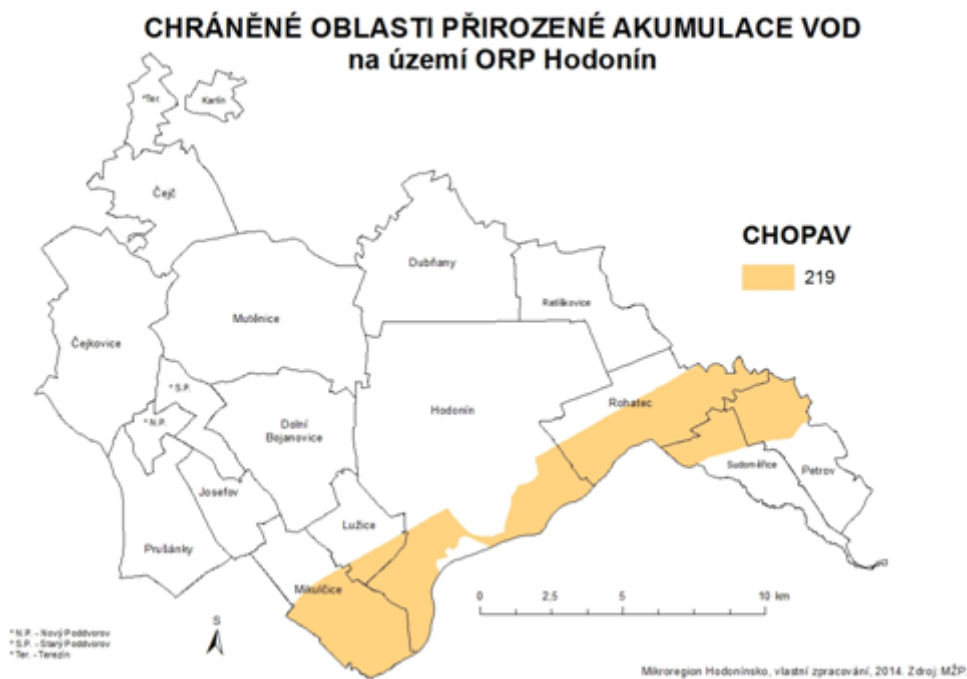 CHRÁNĚNÉ OBLASTI PŘIROZENÉ AKUMULACE VOD
na území ORP Hodonín
*Ter.
Karlín
Čejč
CHOPAV
219
Dubňany
Ratíškovice
Mutěnice
Čejkovice
*S.P.
Hodonín
Rohatec
*N.P.
Dolní
Bojanovice
Sudoměřice
Petrov
Josefov
Lužice
Prušánky
Mikulčice
0 2,5 5 10 km
S
*N.P. - Nový Poddvorov
*S.P. - Starý Poddvorov
*Ter. - Terezín
Mikroregion Hodonínsko, vlastní zpracování, 2014. Zdroj: MŽP.